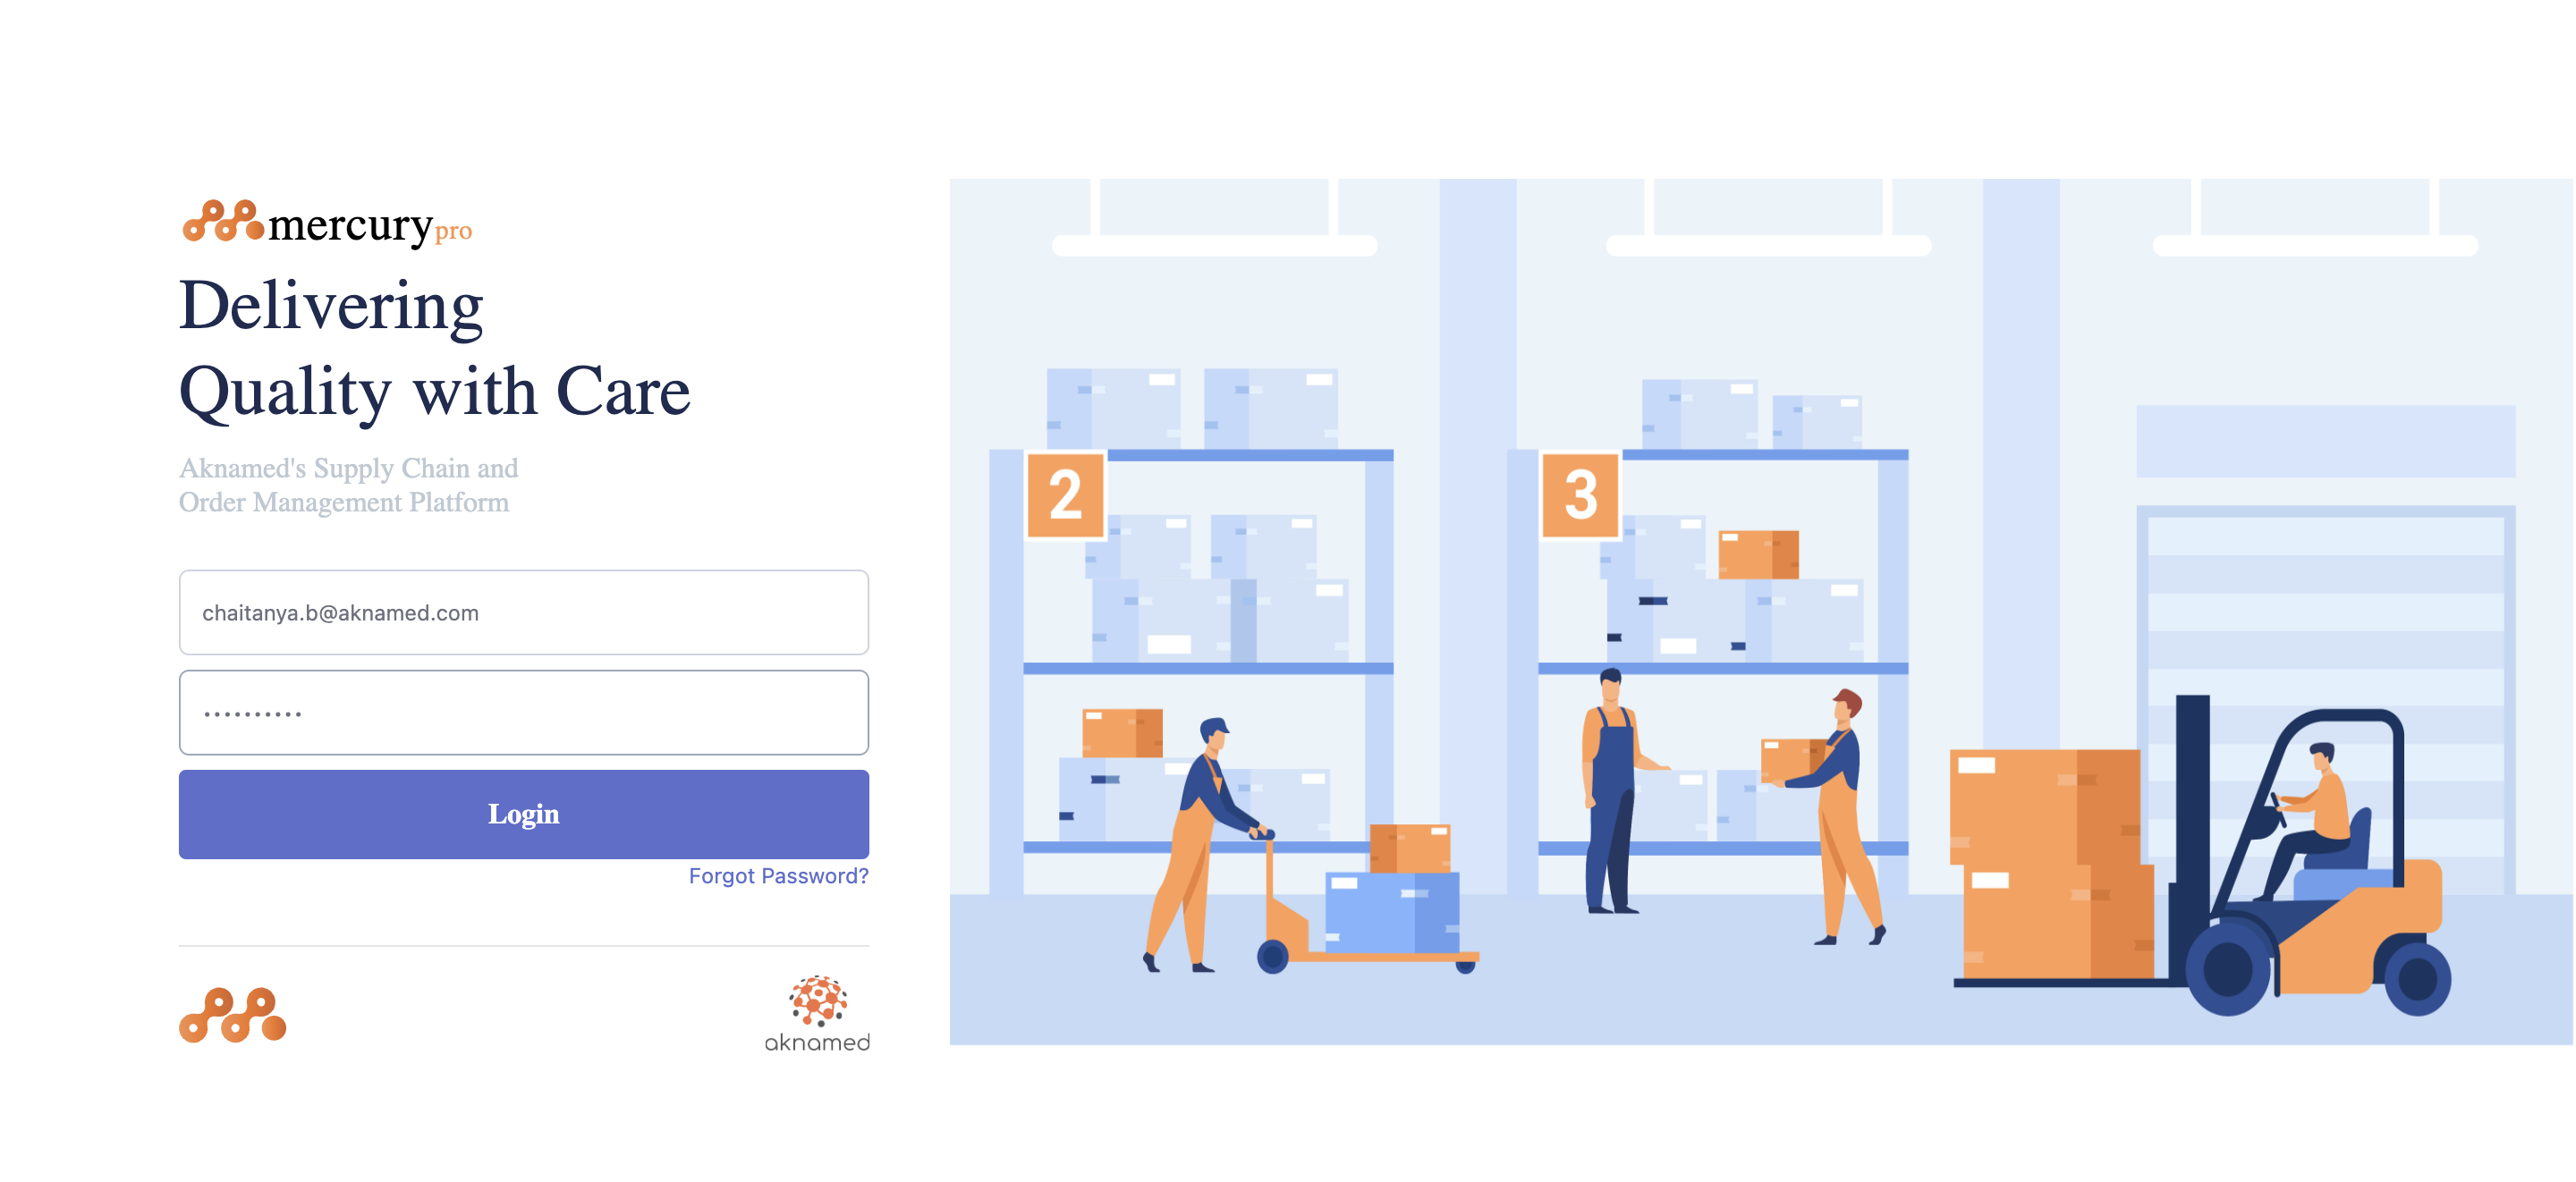 mercurypro
Delivering
Quality with Care
Aknamed's Supply Chain and
Order Management Platform
chaitanya.b@aknamed.com
••••••••••
Login
Forgot Password?
aknamed
2
3